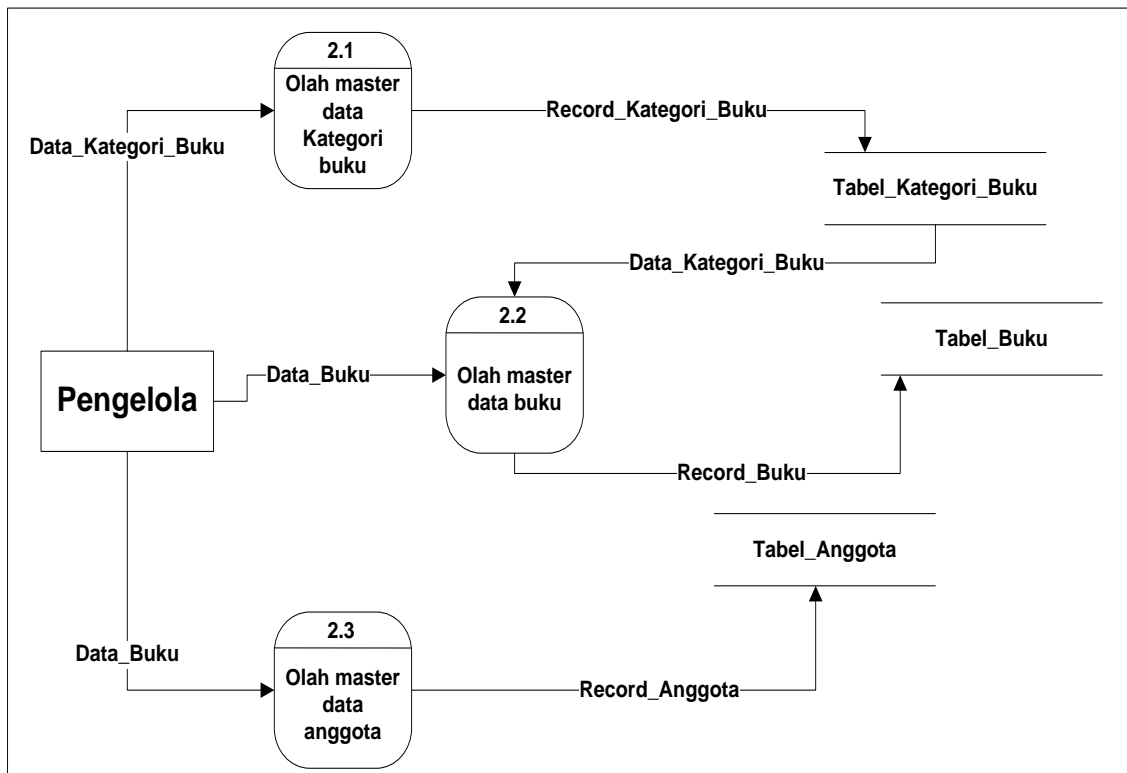 2.1
Olah master
data
Kategori
buku
Record_Kategori_Buku
Data_Kategori_Buku
Tabel_Kategori_Buku
Data_Kategori_Buku
2.2
Olah master
data buku
Tabel_Buku
Data_Buku
Pengelola
Record_Buku
Tabel_Anggota
2.3
Olah master
data
anggota
Data_Buku
Record_Anggota